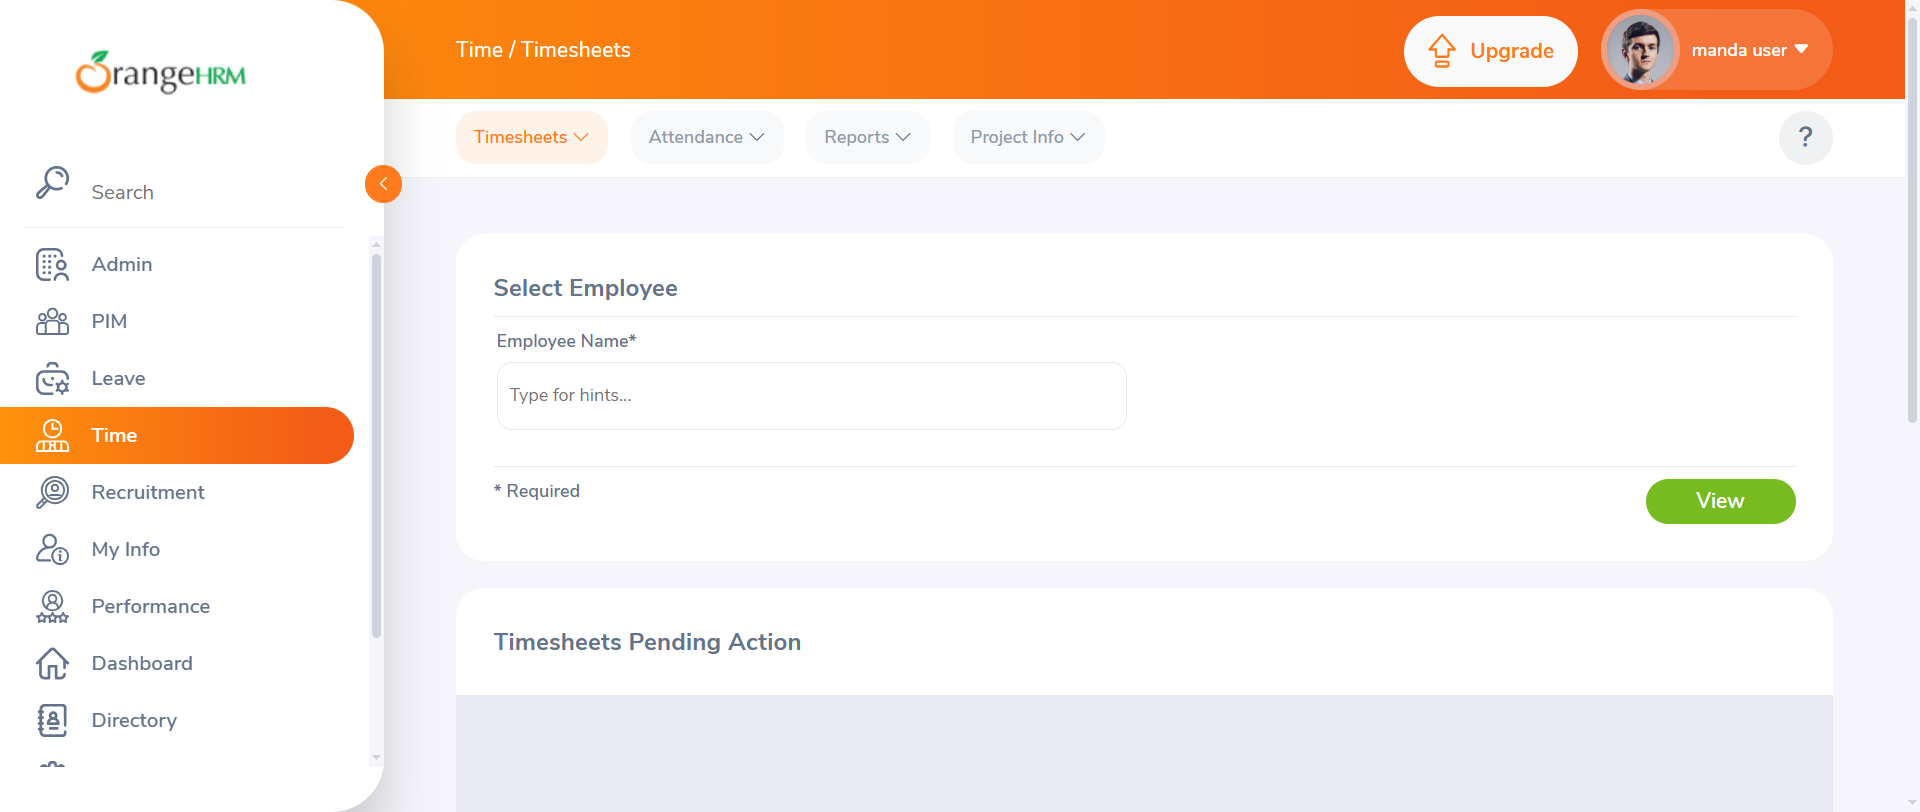 OrangeHRM
Time / Timesheets
Upgrade
manda user
Timesheets
Attendance
Reports
Project Info
?
Search
Admin
PIM
Leave
Time
Recruitment
My Info
Performance
Dashboard
Directory
Select Employee
Employee Name*
Type for hints...
* Required
View
Timesheets Pending Action